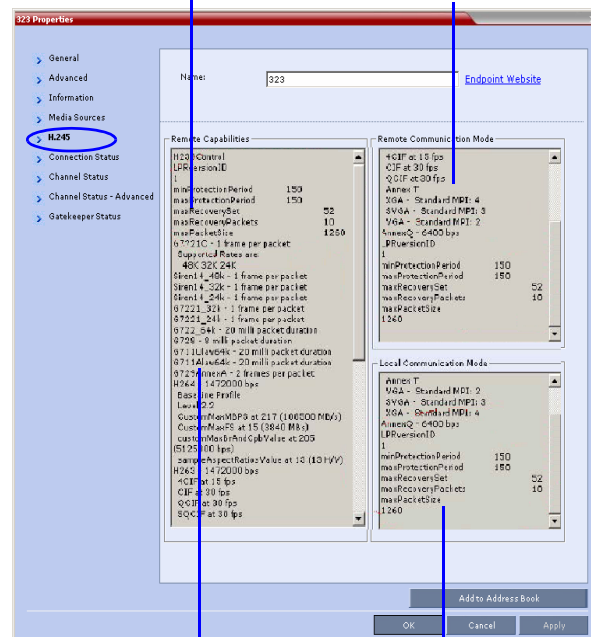 323 Properties
General
Advanced
Information
Media Sources
H.245
Connection Status
Channel Status
Channel Status - Advanced
Gatekeeper Status
Name:
323
Endpoint Website
Remote Capabilities
H239Control
LPRversionID
1
minProtectionPeriod 150
maxProtectionPeriod 150
maxRecoverySet 52
maxRecoveryPackets 10
maxPacketSize 1260
G7221C - 1 frame per packet
Supported Rates are:
48K 32K 24K
Siren14_48k - 1 frame per packet
Siren14_32k - 1 frame per packet
Siren14_24k - 1 frame per packet
G7221_32k - 1 frame per packet
G7221_24k - 1 frame per packet
G722_64k - 20 milli packet duration
G728 - 8 milli packet duration
G711Ulaw64k - 20 milli packet duration
G711Alaw64k - 20 milli packet duration
G729AnnexA - 2 frames per packet
H264 - 1472000 bps
Baseline Profile
Level 2.2
CustomMaxMBPS at 217 (108500 MB/s)
CustomMaxFS at 15 (3840 MBs)
customMaxBrAndCpbValue at 205
(5125000 bps)
sampleAspectRatiosValue at 13 (13 H/V)
H263 - 1472000 bps
4CIF at 15 fps
CIF at 30 fps
QCIF at 30 fps
SQCIF at 30 fps
Remote Communication Mode
4CIF at 15 fps
CIF at 30 fps
QCIF at 30 fps
Annex T
XGA - Standard MPI: 4
SVGA - Standard MPI: 3
VGA - Standard MPI: 2
AnnexQ - 6400 bps
LPRversionID
1
minProtectionPeriod 150
maxProtectionPeriod 150
maxRecoverySet 52
maxRecoveryPackets 10
maxPacketSize
1260
Local Communication Mode
Annex T
VGA - Standard MPI: 2
SVGA - Standard MPI: 3
XGA - Standard MPI: 4
AnnexQ - 6400 bps
LPRversionID
1
minProtectionPeriod 150
maxProtectionPeriod 150
maxRecoverySet 52
maxRecoveryPackets 10
maxPacketSize
1260
Add to Address Book
OK
Cancel
Apply